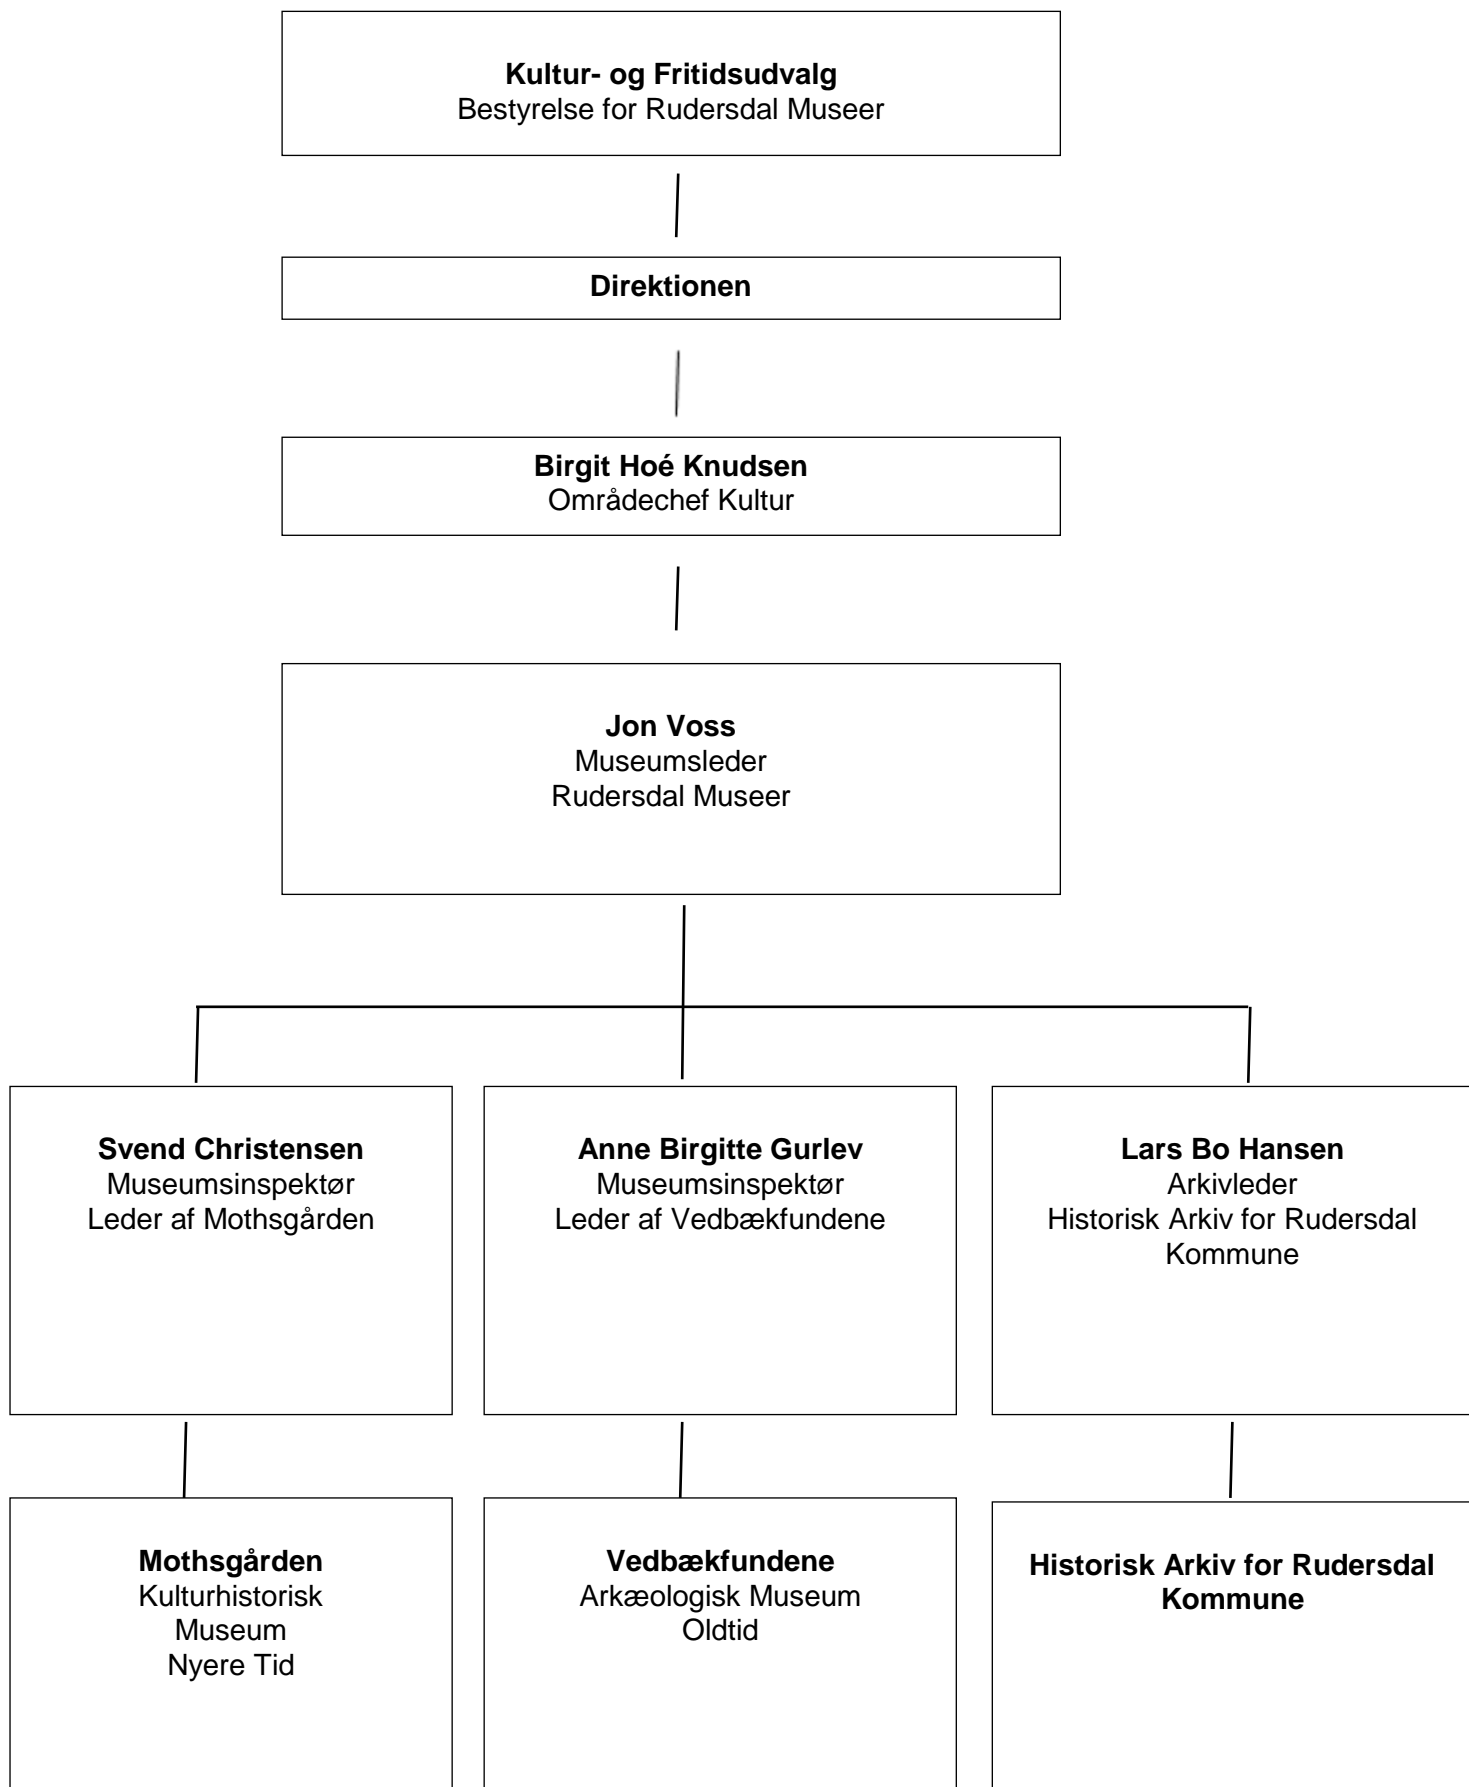 Kultur- og Fritidsudvalg
Bestyrelse for Rudersdal Museer
Direktionen
Birgit Hoé Knudsen
Områdechef Kultur
Jon Voss
Museumsleder
Rudersdal Museer
Svend Christensen
Museumsinspektør
Leder af Mothsgården
Anne Birgitte Gurlev
Museumsinspektør
Leder af Vedbækfundene
Lars Bo Hansen
Arkivleder
Historisk Arkiv for Rudersdal
Kommune
Mothsgården
Kulturhistorisk
Museum
Nyere Tid
Vedbækfundene
Arkæologisk Museum
Oldtid
Historisk Arkiv for Rudersdal
Kommune